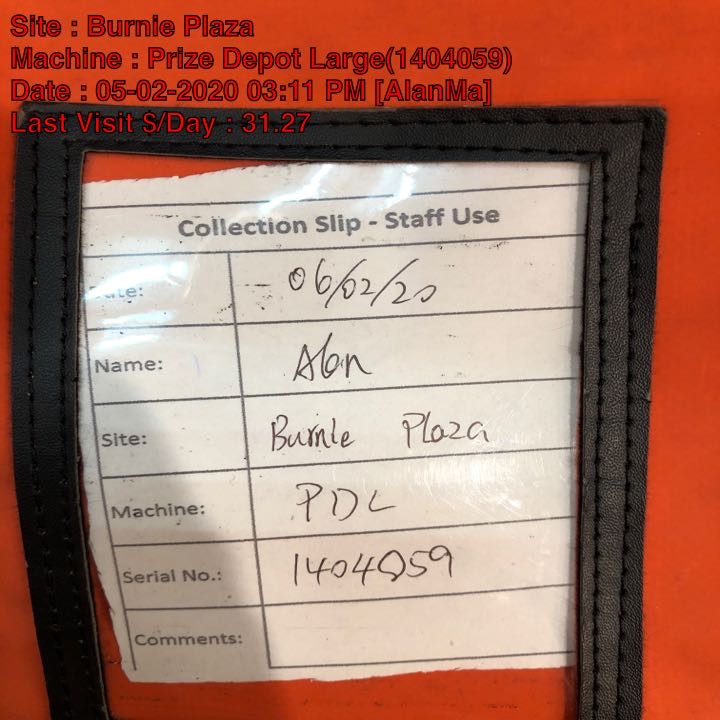 Site : Burnie Plaza
Machine : Prize Depot Large(1404059)
Date : 05-02-2020 03:11 PM [AlanMa]
Last Visit $/Day : 31.27
Collection Slip - Staff Use
Date: 06/02/20
Name: Alan
Site: Burnie Plaza
Machine: PDL
Serial No.: 1404059
Comments: